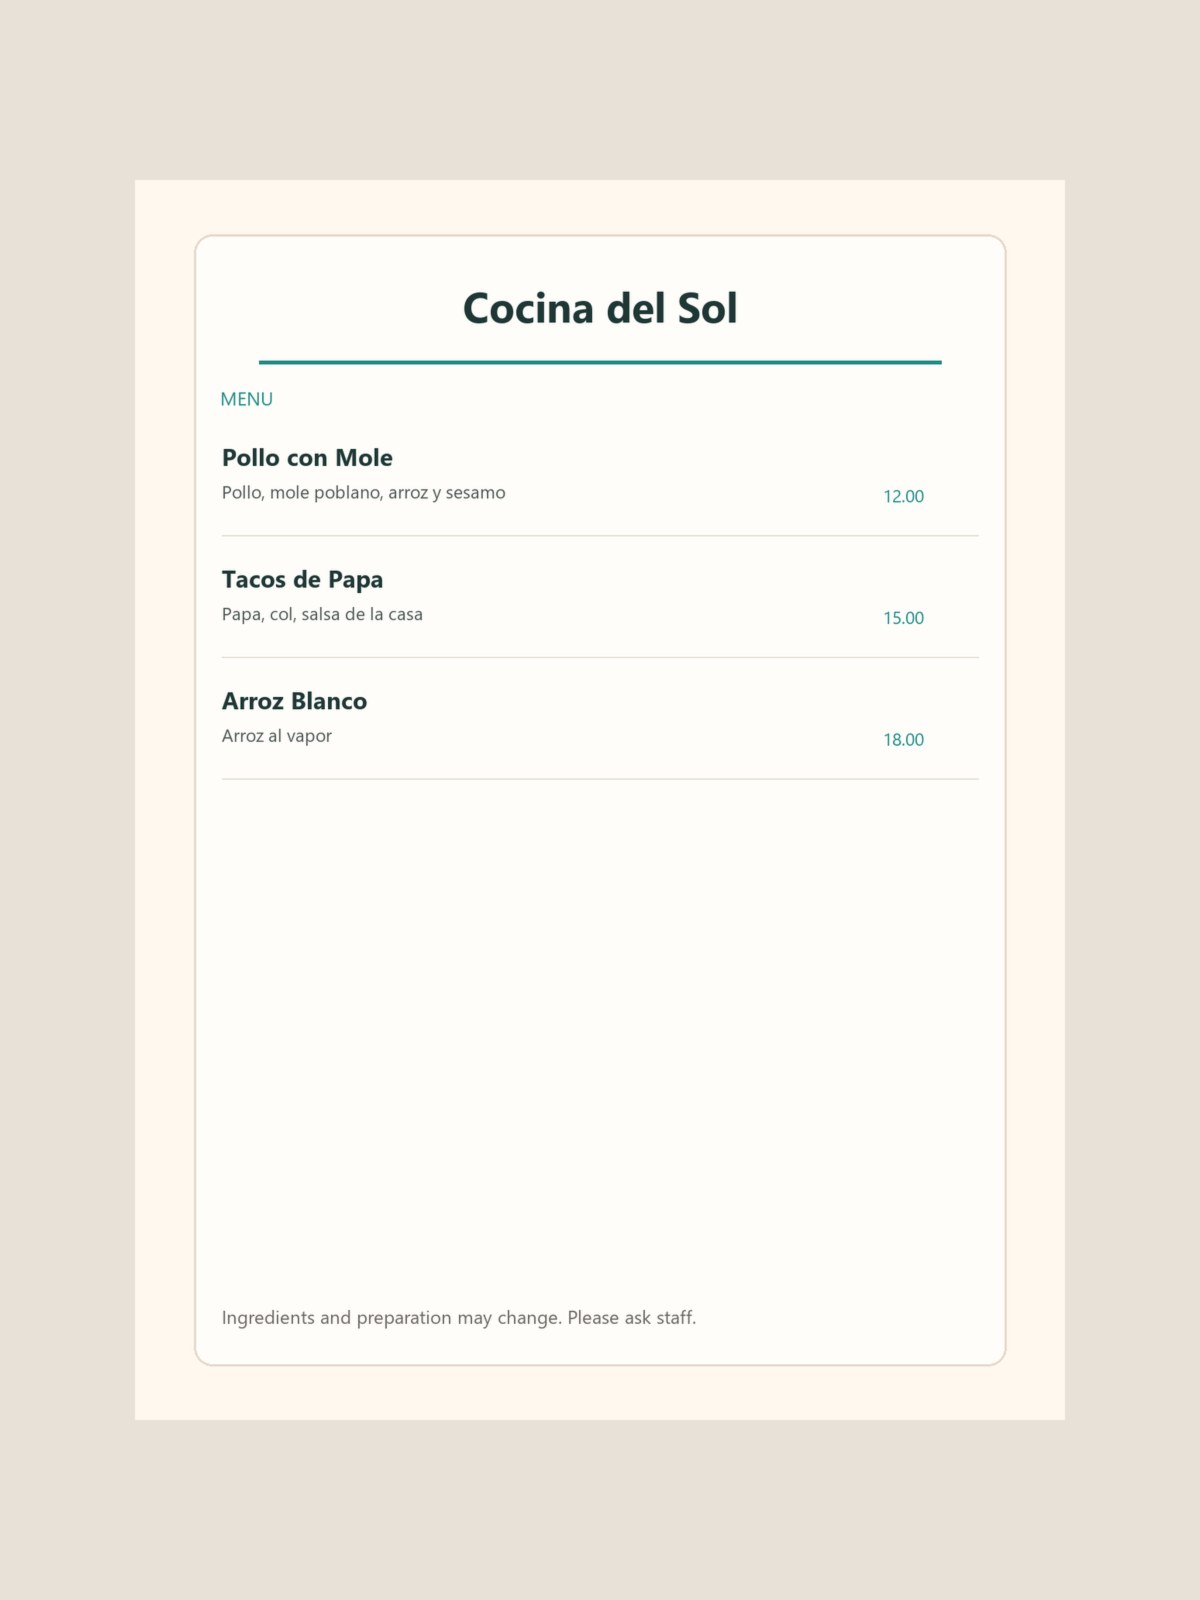 Cocina del Sol
MENU
Pollo con Mole
Pollo, mole poblano, arroz y sesamo
12.00
Tacos de Papa
Papa, col, salsa de la casa
15.00
Arroz Blanco
Arroz al vapor
18.00
Ingredients and preparation may change. Please ask staff.